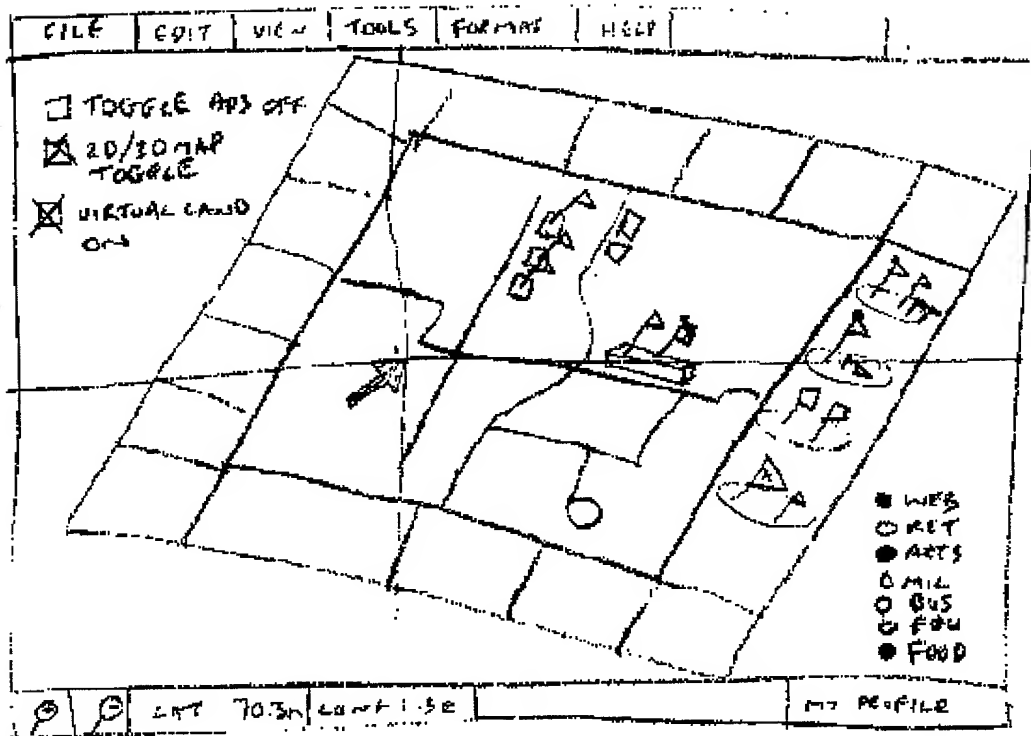 FILE EDIT VIEW TOOLS FORMAT HELP
TOGGLE ADS OFF
2D/3D MAP
TOGGLE
VIRTUAL LAND
ON
WEB
RET
ARTS
MIL
BUS
FOOD
LAT 70.3N
MY PROFILE